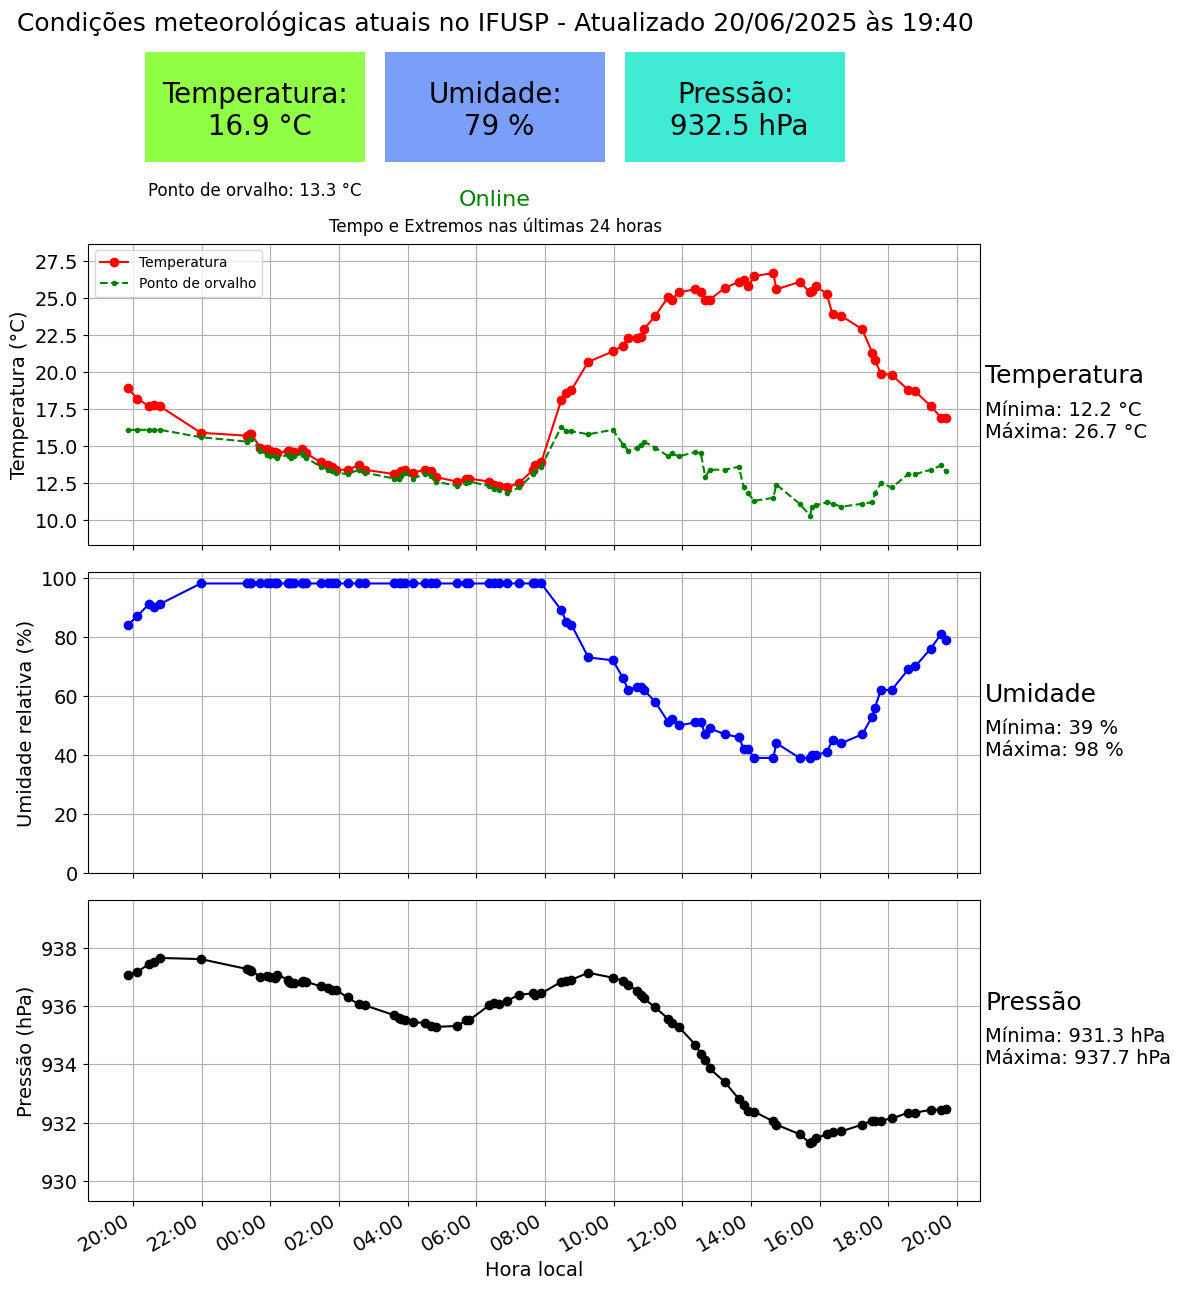 Condições meteorológicas atuais no IFUSP - Atualizado 20/06/2025 às 19:40
Temperatura:
16.9 °C
Umidade:
79 %
Pressão:
932.5 hPa
Ponto de orvalho: 13.3 °C
Online
Tempo e Extremos nas últimas 24 horas
Temperatura
Ponto de orvalho
Temperatura (°C)
27.5
25.0
22.5
20.0
17.5
15.0
12.5
10.0
Temperatura
Mínima: 12.2 °C
Máxima: 26.7 °C
Umidade relativa (%)
100
80
60
40
20
0
Umidade
Mínima: 39 %
Máxima: 98 %
Pressão (hPa)
938
936
934
932
930
Pressão
Mínima: 931.3 hPa
Máxima: 937.7 hPa
20:00 22:00 00:00 02:00 04:00 06:00 08:00 10:00 12:00 14:00 16:00 18:00 20:00
Hora local